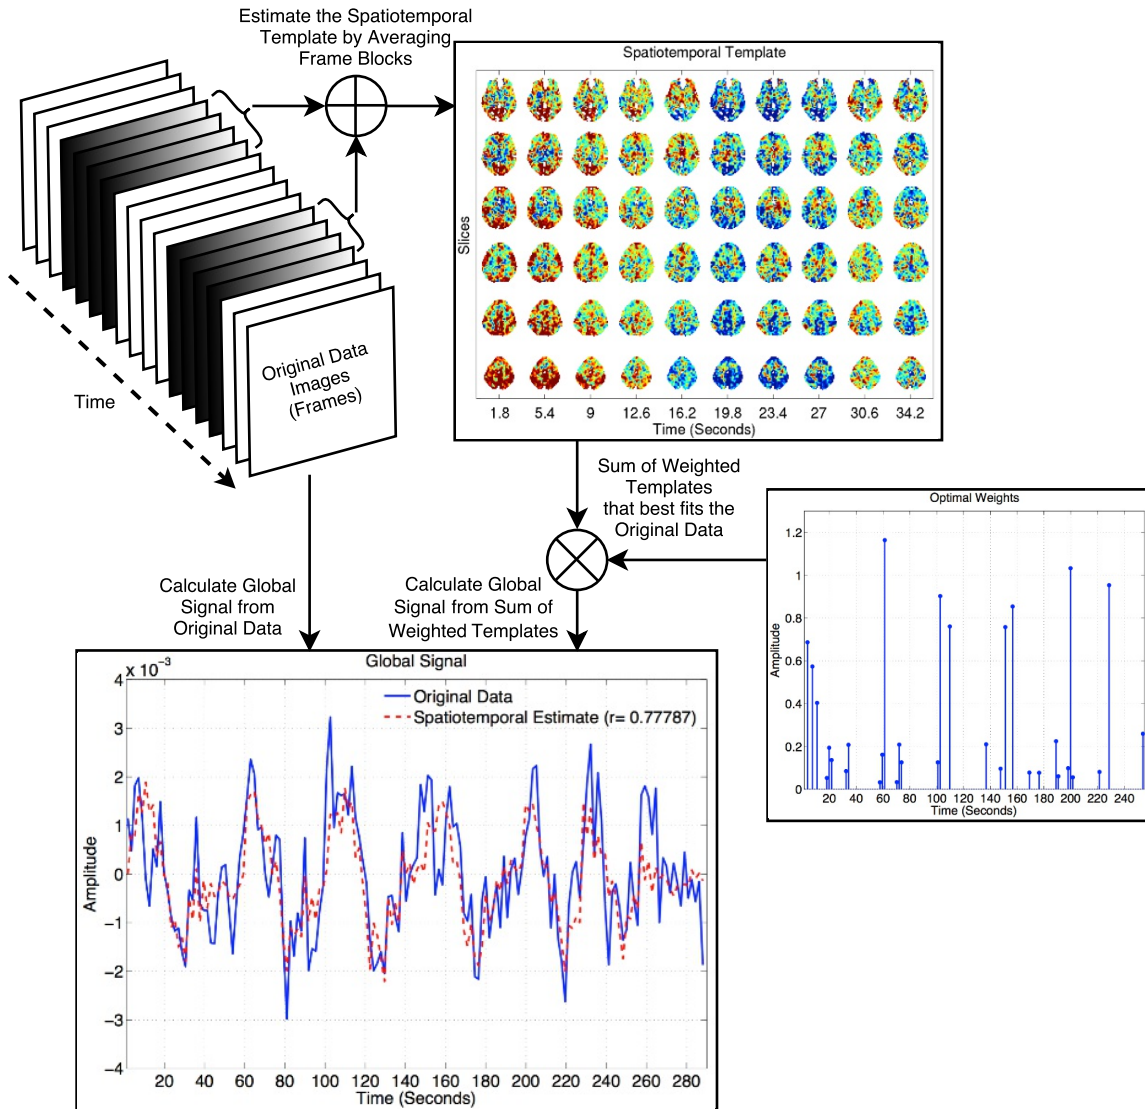 Estimate the Spatiotemporal
Template by Averaging
Frame Blocks
Spatiotemporal Template
Slices
1.8 5.4 9 12.6 16.2 19.8 23.4 27 30.6 34.2
Time (Seconds)
Original Data
Images
(Frames)
Time
Sum of Weighted
Templates
that best fits the
Original Data
Optimal Weights
Amplitude
1.2
1
0.8
0.6
0.4
0.2
0
20 40 60 80 100 120 140 160 180 200 220 240
Time (Seconds)
Calculate Global
Signal from
Original Data
Calculate Global
Signal from Sum of
Weighted Templates
Global Signal
x 10⁻³
Original Data
Spatiotemporal Estimate (r= 0.77787)
Amplitude
4
3
2
1
0
−1
−2
−3
−4
20 40 60 80 100 120 140 160 180 200 220 240 260 280
Time (Seconds)